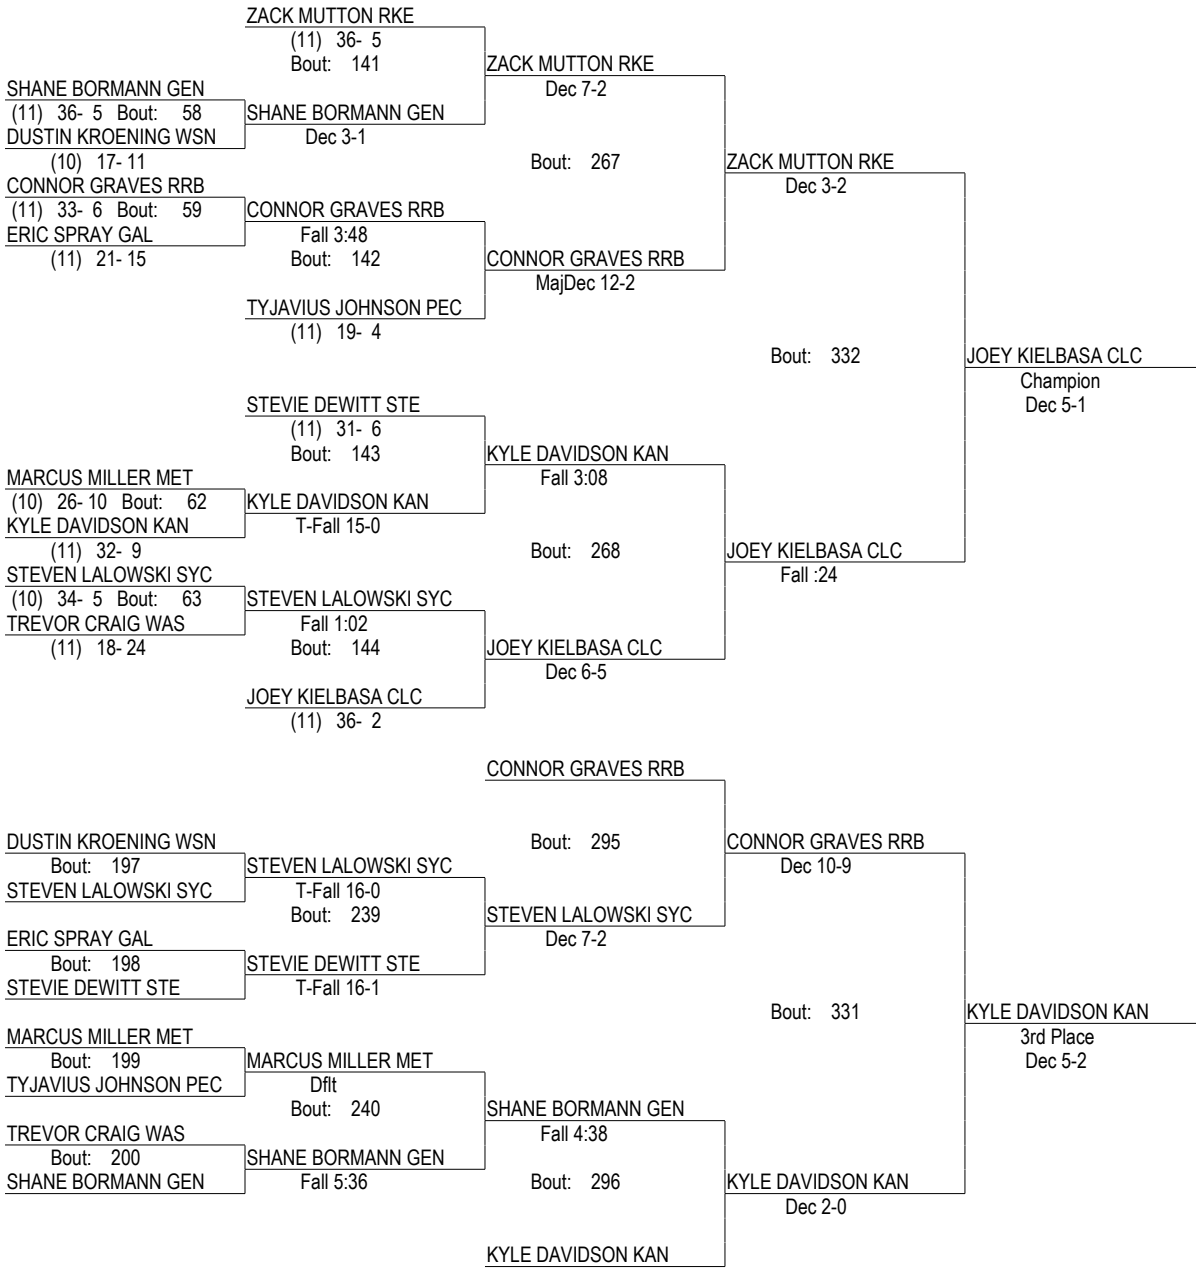 ZACK MUTTON RKE
(11) 36- 5
Bout: 141
ZACK MUTTON RKE
Dec 7-2
SHANE BORMANN GEN
(11) 36- 5 Bout: 58
SHANE BORMANN GEN
DUSTIN KROENING WSN
Dec 3-1
(10) 17- 11
Bout: 267
ZACK MUTTON RKE
Dec 3-2
CONNOR GRAVES RRB
(11) 33- 6 Bout: 59
CONNOR GRAVES RRB
ERIC SPRAY GAL
Fall 3:48
(11) 21- 15
Bout: 142
CONNOR GRAVES RRB
MajDec 12-2
TYJAVIUS JOHNSON PEC
(11) 19- 4
Bout: 332
JOEY KIELBASA CLC
Champion
Dec 5-1
STEVIE DEWITT STE
(11) 31- 6
Bout: 143
KYLE DAVIDSON KAN
Fall 3:08
MARCUS MILLER MET
(10) 26- 10 Bout: 62
KYLE DAVIDSON KAN
KYLE DAVIDSON KAN
T-Fall 15-0
(11) 32- 9
Bout: 268
JOEY KIELBASA CLC
Fall :24
STEVEN LALOWSKI SYC
(10) 34- 5 Bout: 63
STEVEN LALOWSKI SYC
TREVOR CRAIG WAS
Fall 1:02
(11) 18- 24
Bout: 144
JOEY KIELBASA CLC
Dec 6-5
JOEY KIELBASA CLC
(11) 36- 2
CONNOR GRAVES RRB
DUSTIN KROENING WSN
Bout: 295
CONNOR GRAVES RRB
Bout: 197
STEVEN LALOWSKI SYC
Dec 10-9
STEVEN LALOWSKI SYC
T-Fall 16-0
Bout: 239
STEVEN LALOWSKI SYC
Dec 7-2
ERIC SPRAY GAL
Bout: 198
STEVIE DEWITT STE
STEVIE DEWITT STE
T-Fall 16-1
Bout: 331
KYLE DAVIDSON KAN
3rd Place
Dec 5-2
MARCUS MILLER MET
Bout: 199
MARCUS MILLER MET
TYJAVIUS JOHNSON PEC
Dflt
Bout: 240
SHANE BORMANN GEN
Fall 4:38
TREVOR CRAIG WAS
Bout: 200
SHANE BORMANN GEN
SHANE BORMANN GEN
Fall 5:36
Bout: 296
KYLE DAVIDSON KAN
Dec 2-0
KYLE DAVIDSON KAN